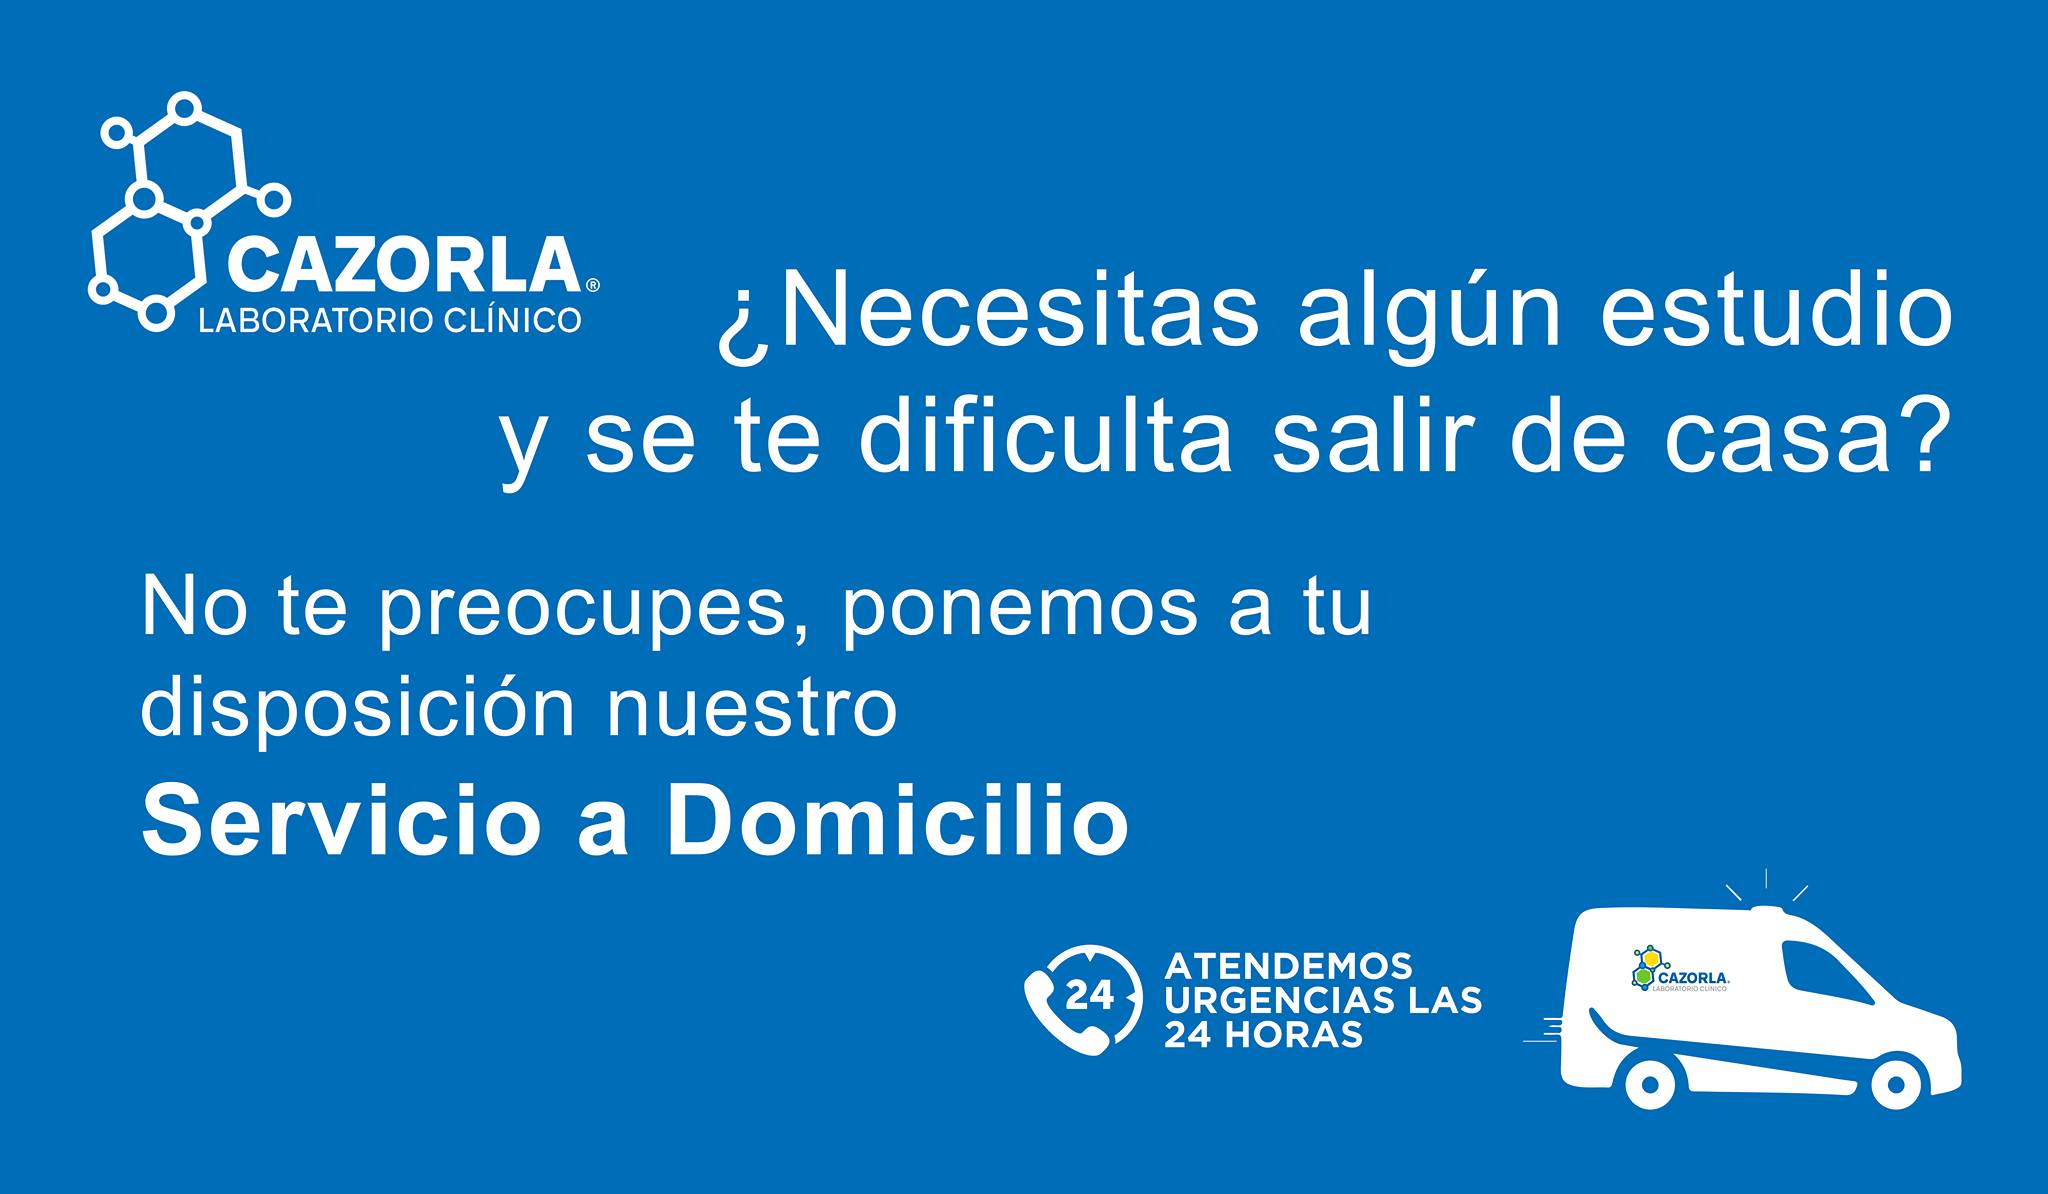 CAZORLA®
LABORATORIO CLÍNICO
¿Necesitas algún estudio
y se te dificulta salir de casa?
No te preocupes, ponemos a tu
disposición nuestro
Servicio a Domicilio
24
ATENDEMOS
URGENCIAS LAS
24 HORAS
CAZORLA®
LABORATORIO CLÍNICO